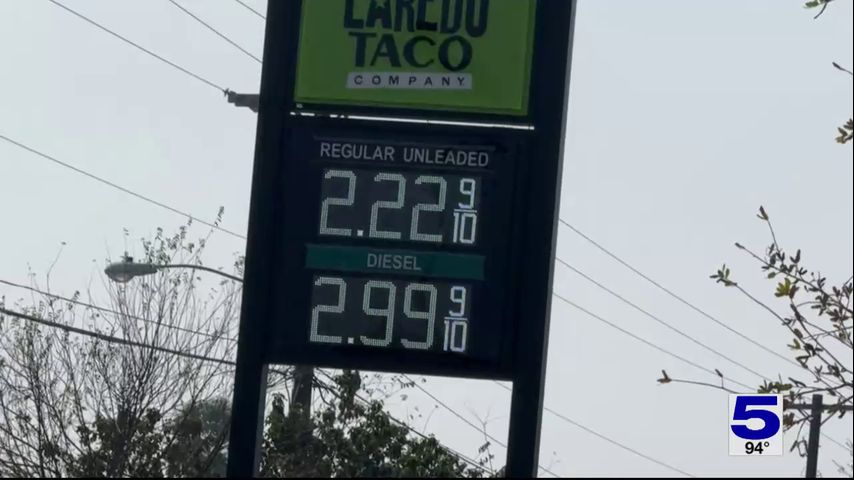 LAREDO
TACO
COMPANY
REGULAR UNLEADED
2.22 9/10
DIESEL
2.99 9/10
5
94°